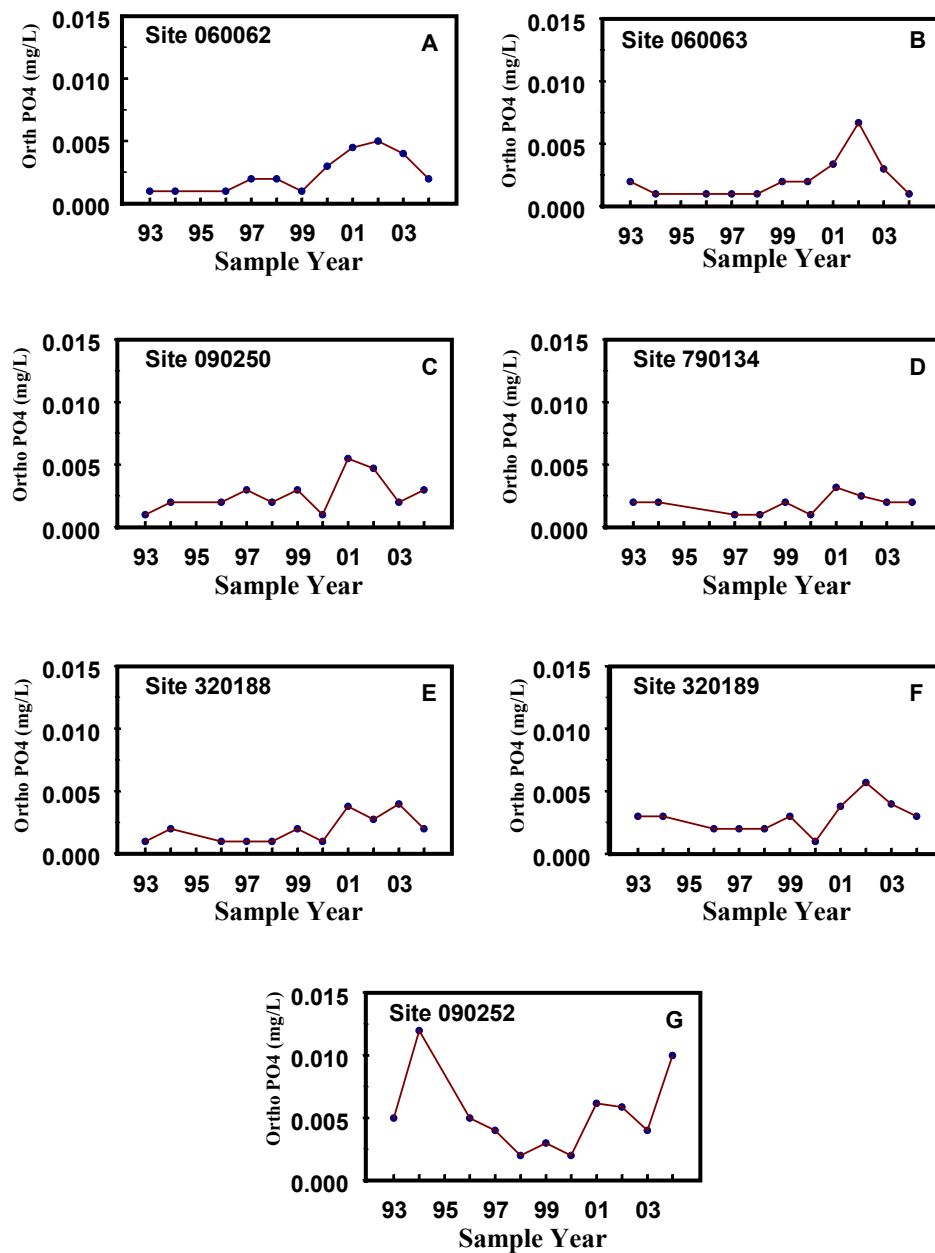 Site 060062 A
Orth PO4 (mg/L)
0.015
0.010
0.005
0.000
93 95 97 99 01 03
Sample Year
Site 060063 B
Ortho PO4 (mg/L)
0.015
0.010
0.005
0.000
93 95 97 99 01 03
Sample Year
Site 090250 C
Ortho PO4 (mg/L)
0.015
0.010
0.005
0.000
93 95 97 99 01 03
Sample Year
Site 790134 D
Ortho PO4 (mg/L)
0.015
0.010
0.005
0.000
93 95 97 99 01 03
Sample Year
Site 320188 E
Ortho PO4 (mg/L)
0.015
0.010
0.005
0.000
93 95 97 99 01 03
Sample Year
Site 320189 F
Ortho PO4 (mg/L)
0.015
0.010
0.005
0.000
93 95 97 99 01 03
Sample Year
Site 090252 G
Ortho PO4 (mg/L)
0.015
0.010
0.005
0.000
93 95 97 99 01 03
Sample Year